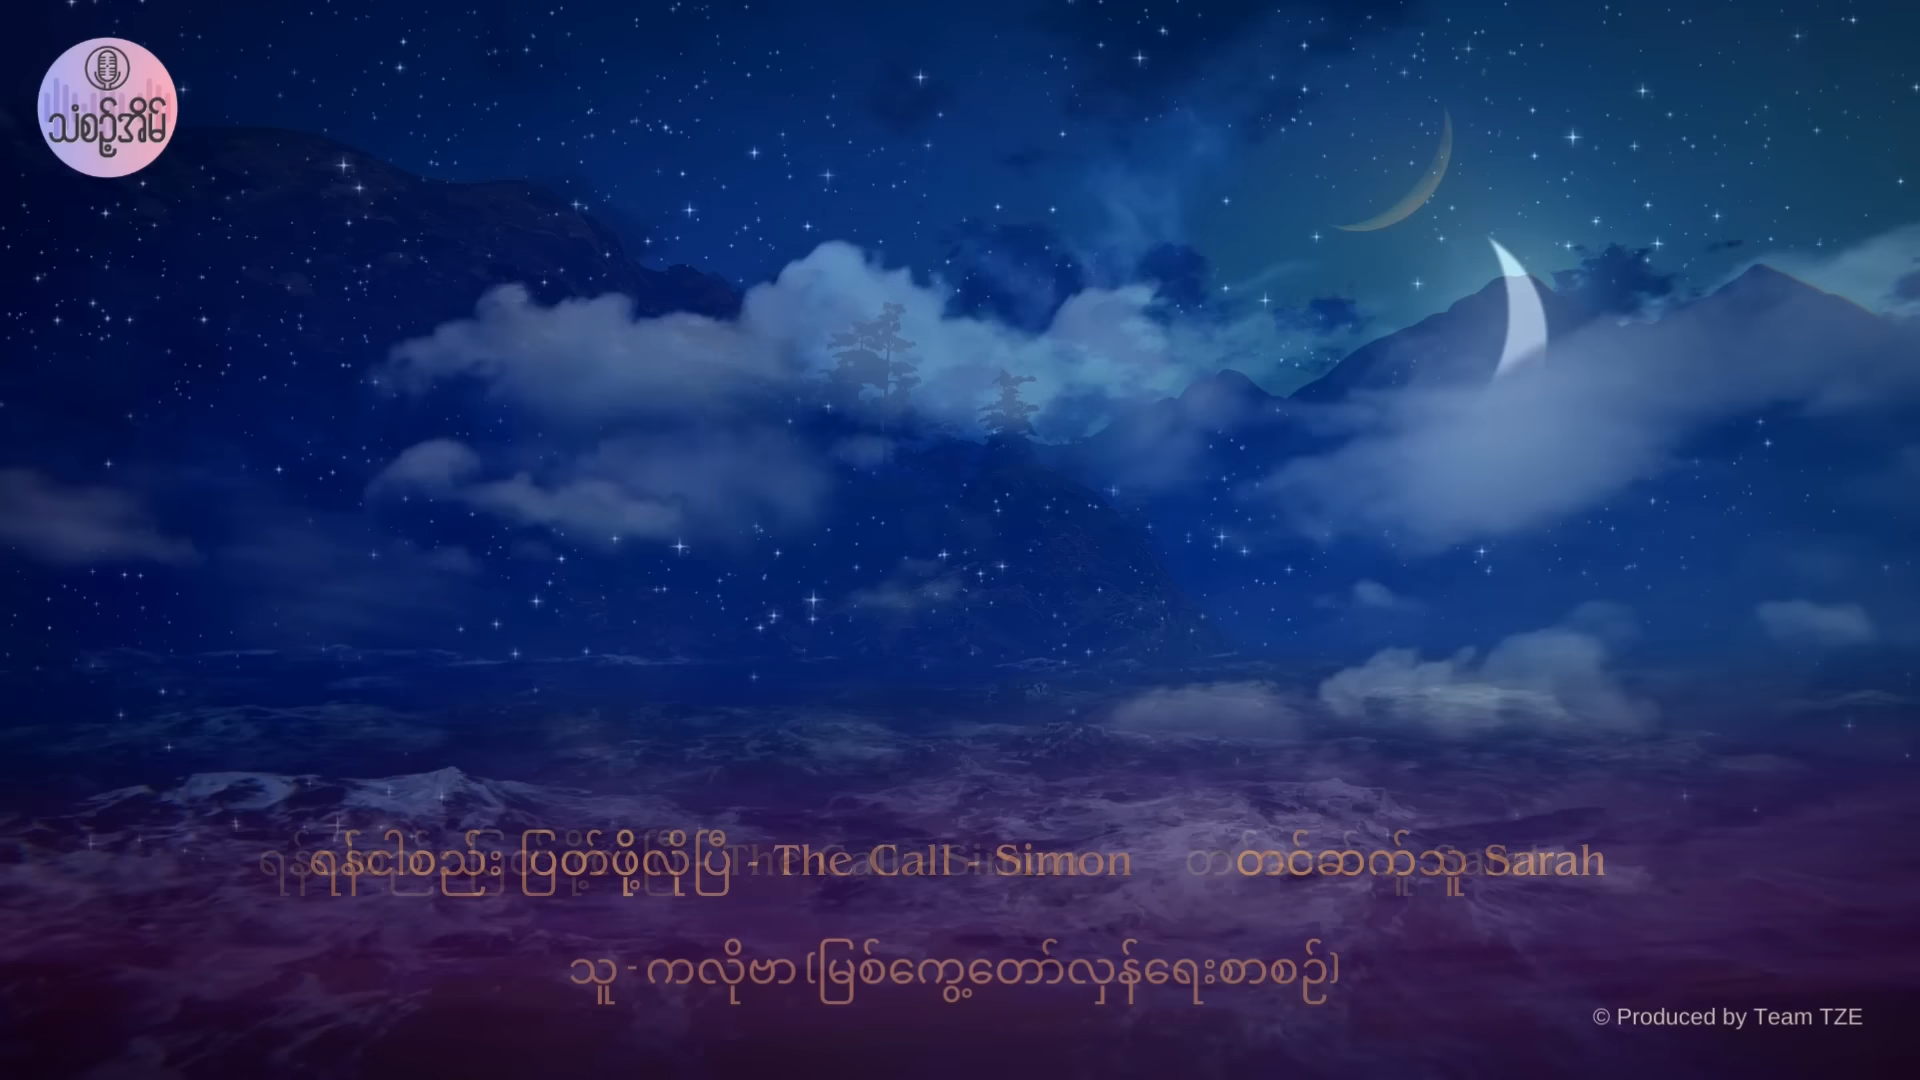 သံစဉ်အိမ်
ရန်ငါစည်း ပြတ်ဖို့လိုပြီ - The Call - Simon တင်ဆက်သူ Sarah
သူ - ကလိုဗာ (မြစ်ကွေ့တော်လှန်ရေးစာစဉ်)
© Produced by Team TZE